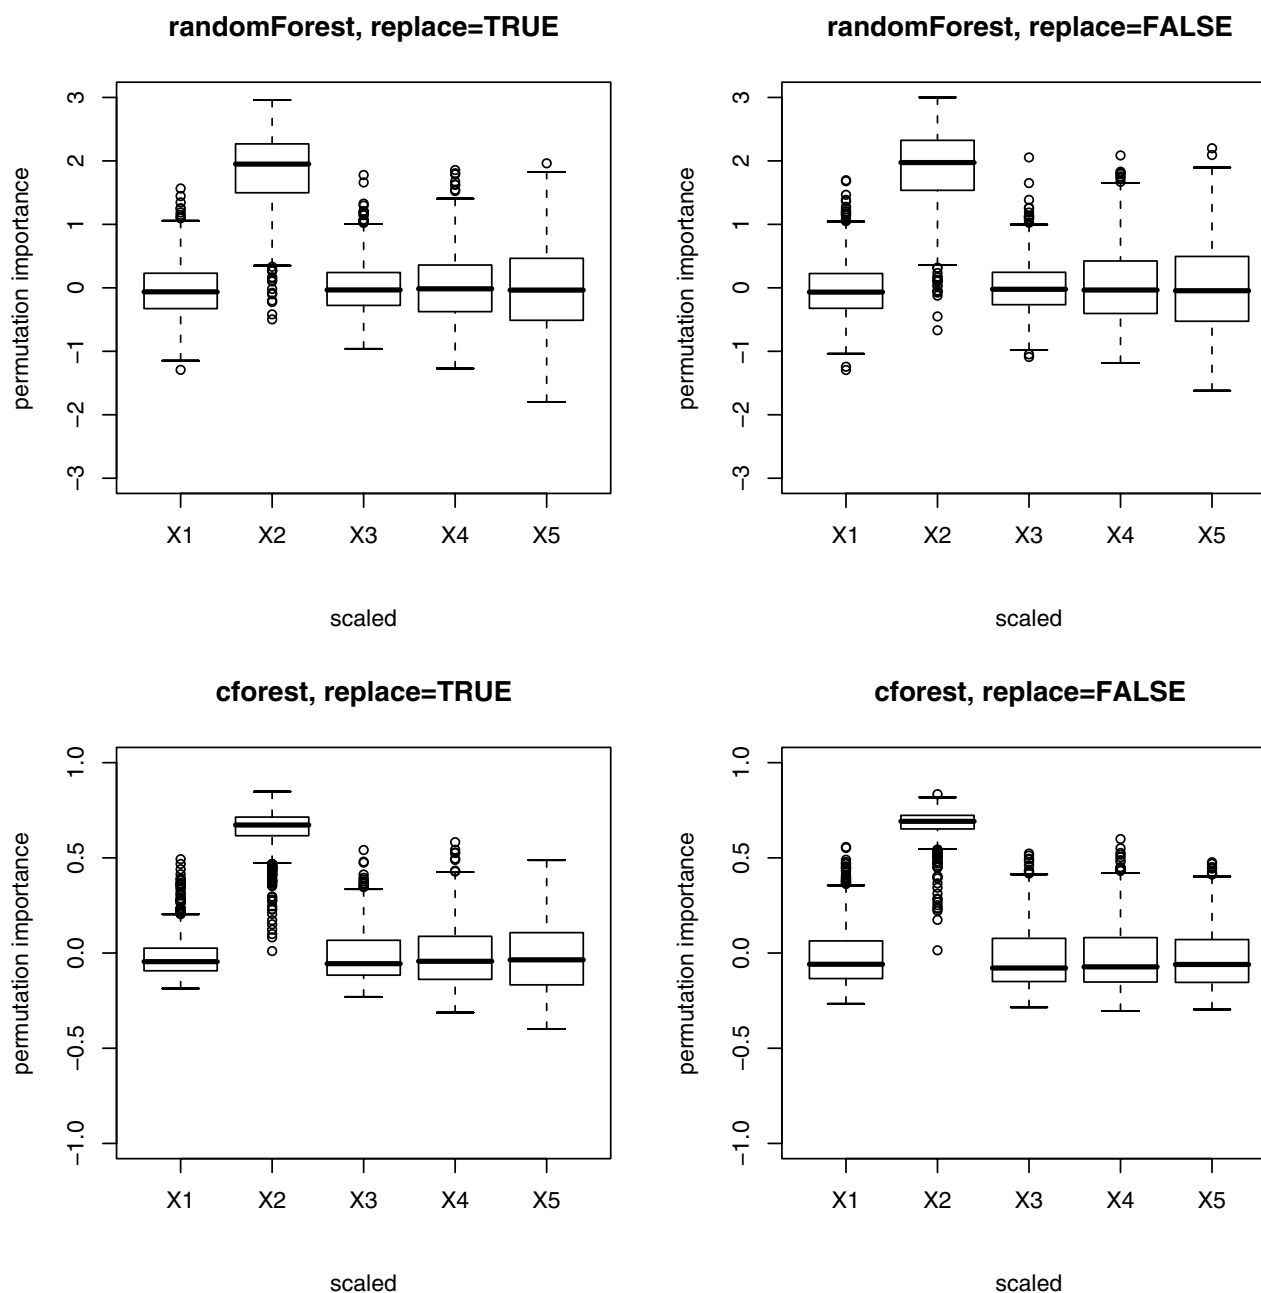 randomForest, replace=TRUE
permutation importance
3
2
1
0
−1
−2
−3
X1 X2 X3 X4 X5
scaled
randomForest, replace=FALSE
permutation importance
3
2
1
0
−1
−2
−3
X1 X2 X3 X4 X5
scaled
cforest, replace=TRUE
permutation importance
1.0
0.5
0.0
−0.5
−1.0
X1 X2 X3 X4 X5
scaled
cforest, replace=FALSE
permutation importance
1.0
0.5
0.0
−0.5
−1.0
X1 X2 X3 X4 X5
scaled